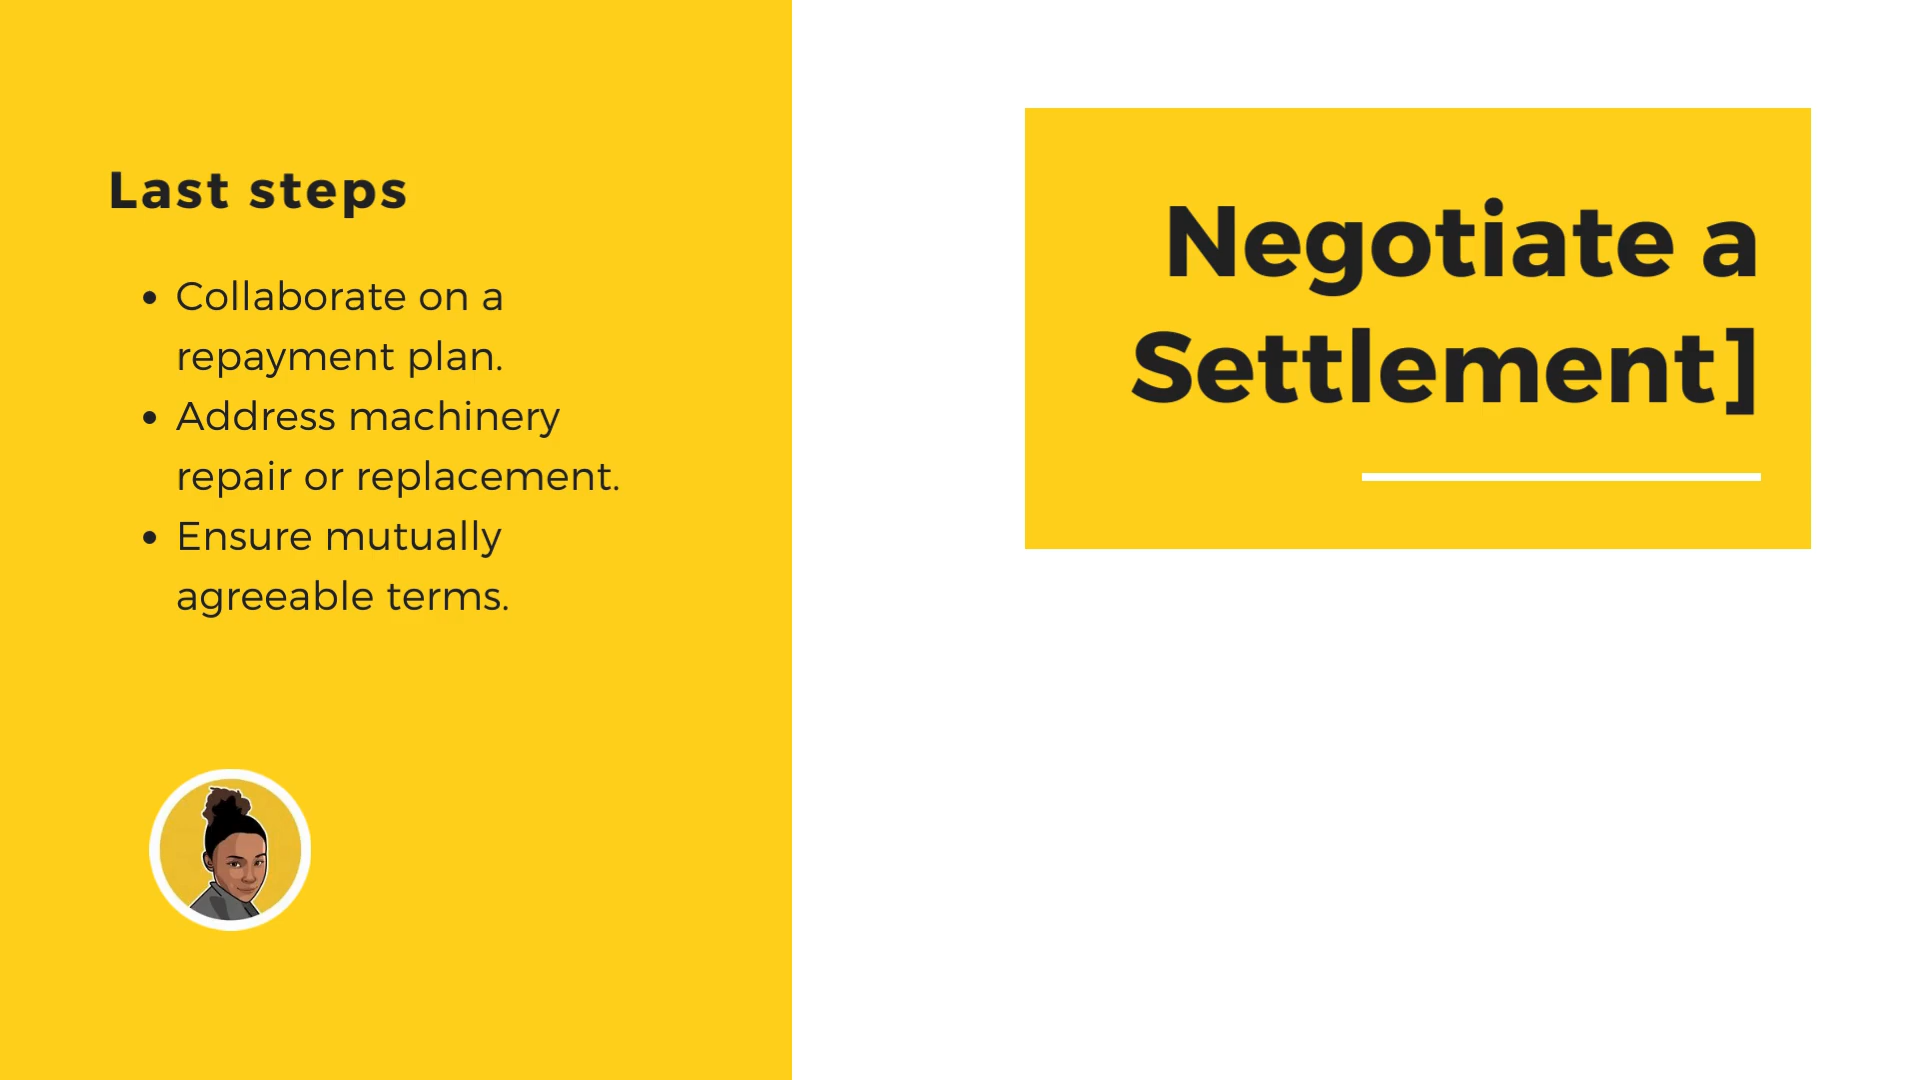 Last steps
Collaborate on a
repayment plan.
Address machinery
repair or replacement.
Ensure mutually
agreeable terms.
Negotiate a
Settlement]